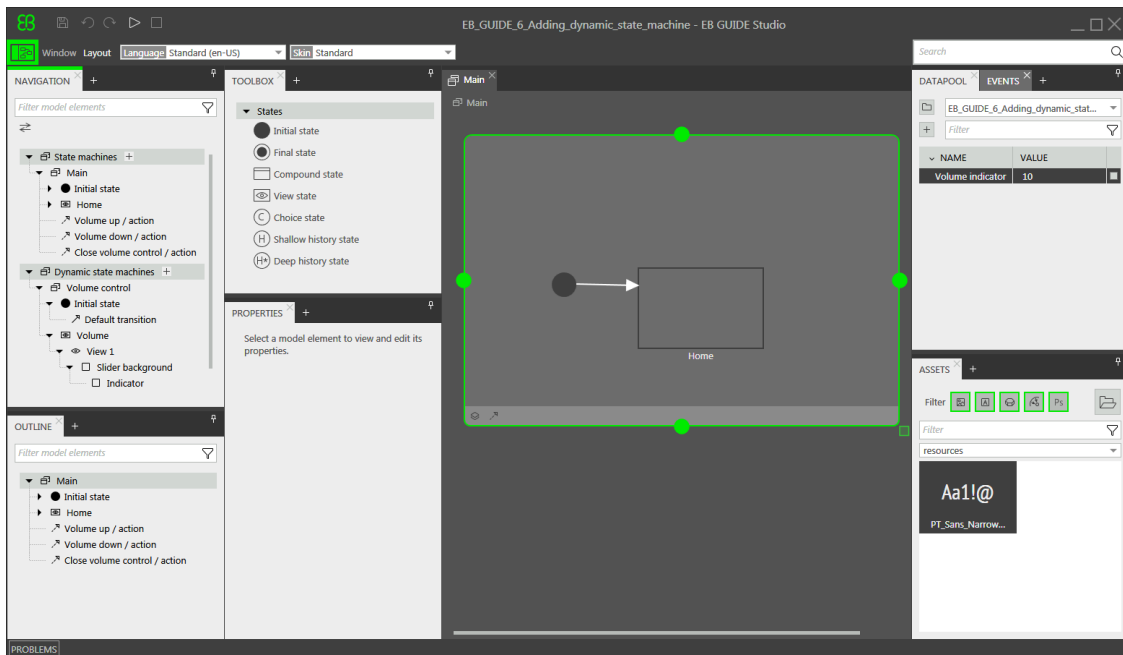 EB
EB_GUIDE_6_Adding_dynamic_state_machine - EB GUIDE Studio
Window Layout Language Standard (en-US) Skin Standard
Search
NAVIGATION
Filter model elements
State machines
Main
Initial state
Home
Volume up / action
Volume down / action
Close volume control / action
Dynamic state machines
Volume control
Initial state
Default transition
Volume
View 1
Slider background
Indicator
OUTLINE
Filter model elements
Main
Initial state
Home
Volume up / action
Volume down / action
Close volume control / action
TOOLBOX
States
Initial state
Final state
Compound state
View state
C Choice state
H Shallow history state
H* Deep history state
PROPERTIES
Select a model element to view and edit its
properties.
Main
Main
Home
DATAPOOL EVENTS
EB_GUIDE_6_Adding_dynamic_stat...
Filter
NAME VALUE
Volume indicator 10
ASSETS
Filter A Ps
Filter
resources
Aa1!@
PT_Sans_Narrow...
PROBLEMS